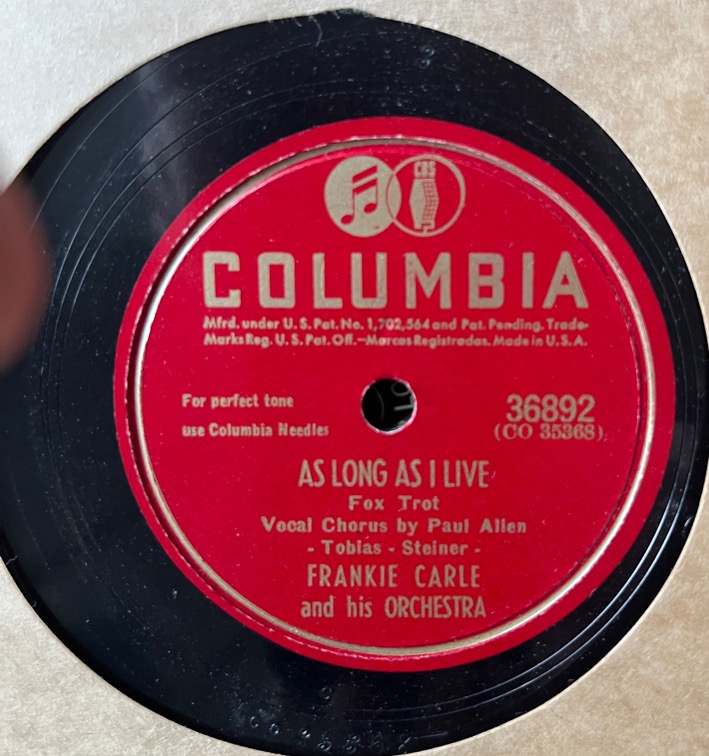 CBS
COLUMBIA
Mfrd. under U. S. Pat. No. 1,702,564 and Pat. Pending. Trade-
Marks Reg. U. S. Pat. Off.—Marcas Registradas. Made in U. S. A.
For perfect tone
use Columbia Needles
36892
(CO 35368)
AS LONG AS I LIVE
Fox Trot
Vocal Chorus by Paul Allen
- Tobias - Steiner -
FRANKIE CARLE
and his ORCHESTRA